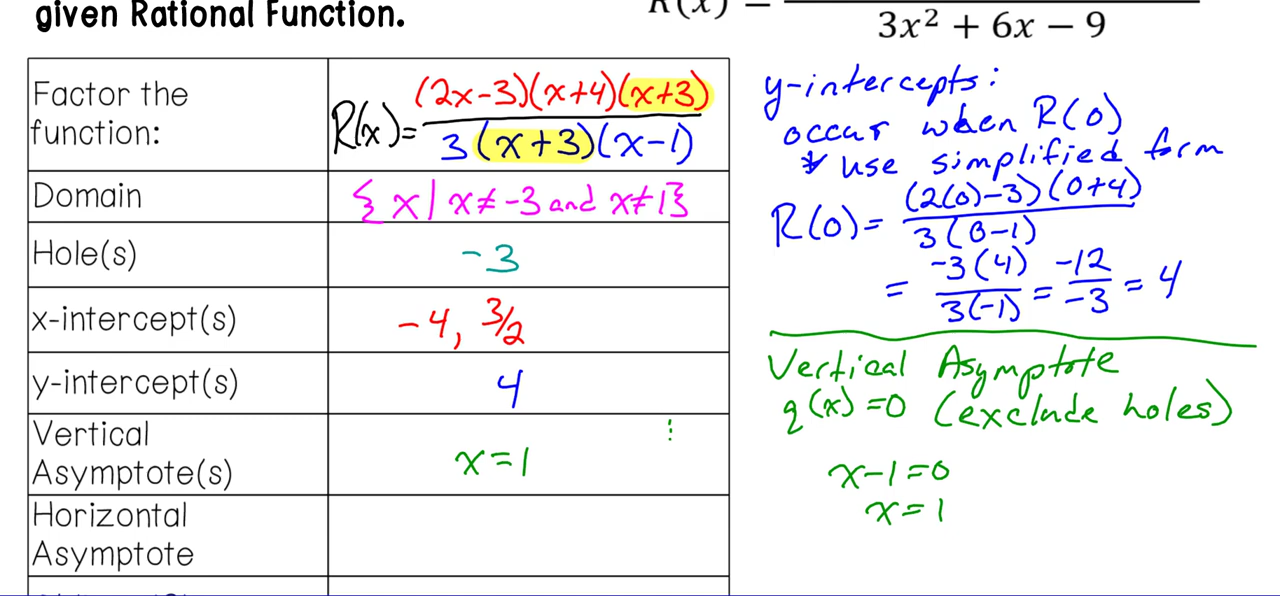 given Rational Function.
R(x) =
3x² + 6x − 9
Factor the function:
R(x) = (2x−3)(x+4)(x+3) / 3(x+3)(x−1)
Domain
{x | x ≠ −3 and x ≠ 1}
Hole(s)
−3
x-intercept(s)
−4, 3/2
y-intercept(s)
4
Vertical Asymptote(s)
x = 1
Horizontal Asymptote
y-intercepts:
occur when R(0)
* use simplified form
R(0) = (2(0)−3)(0+4) / 3(0−1)
= −3(4) / 3(−1) = −12 / −3 = 4
Vertical Asymptote
q(x) = 0 (exclude holes)
x−1 = 0
x = 1